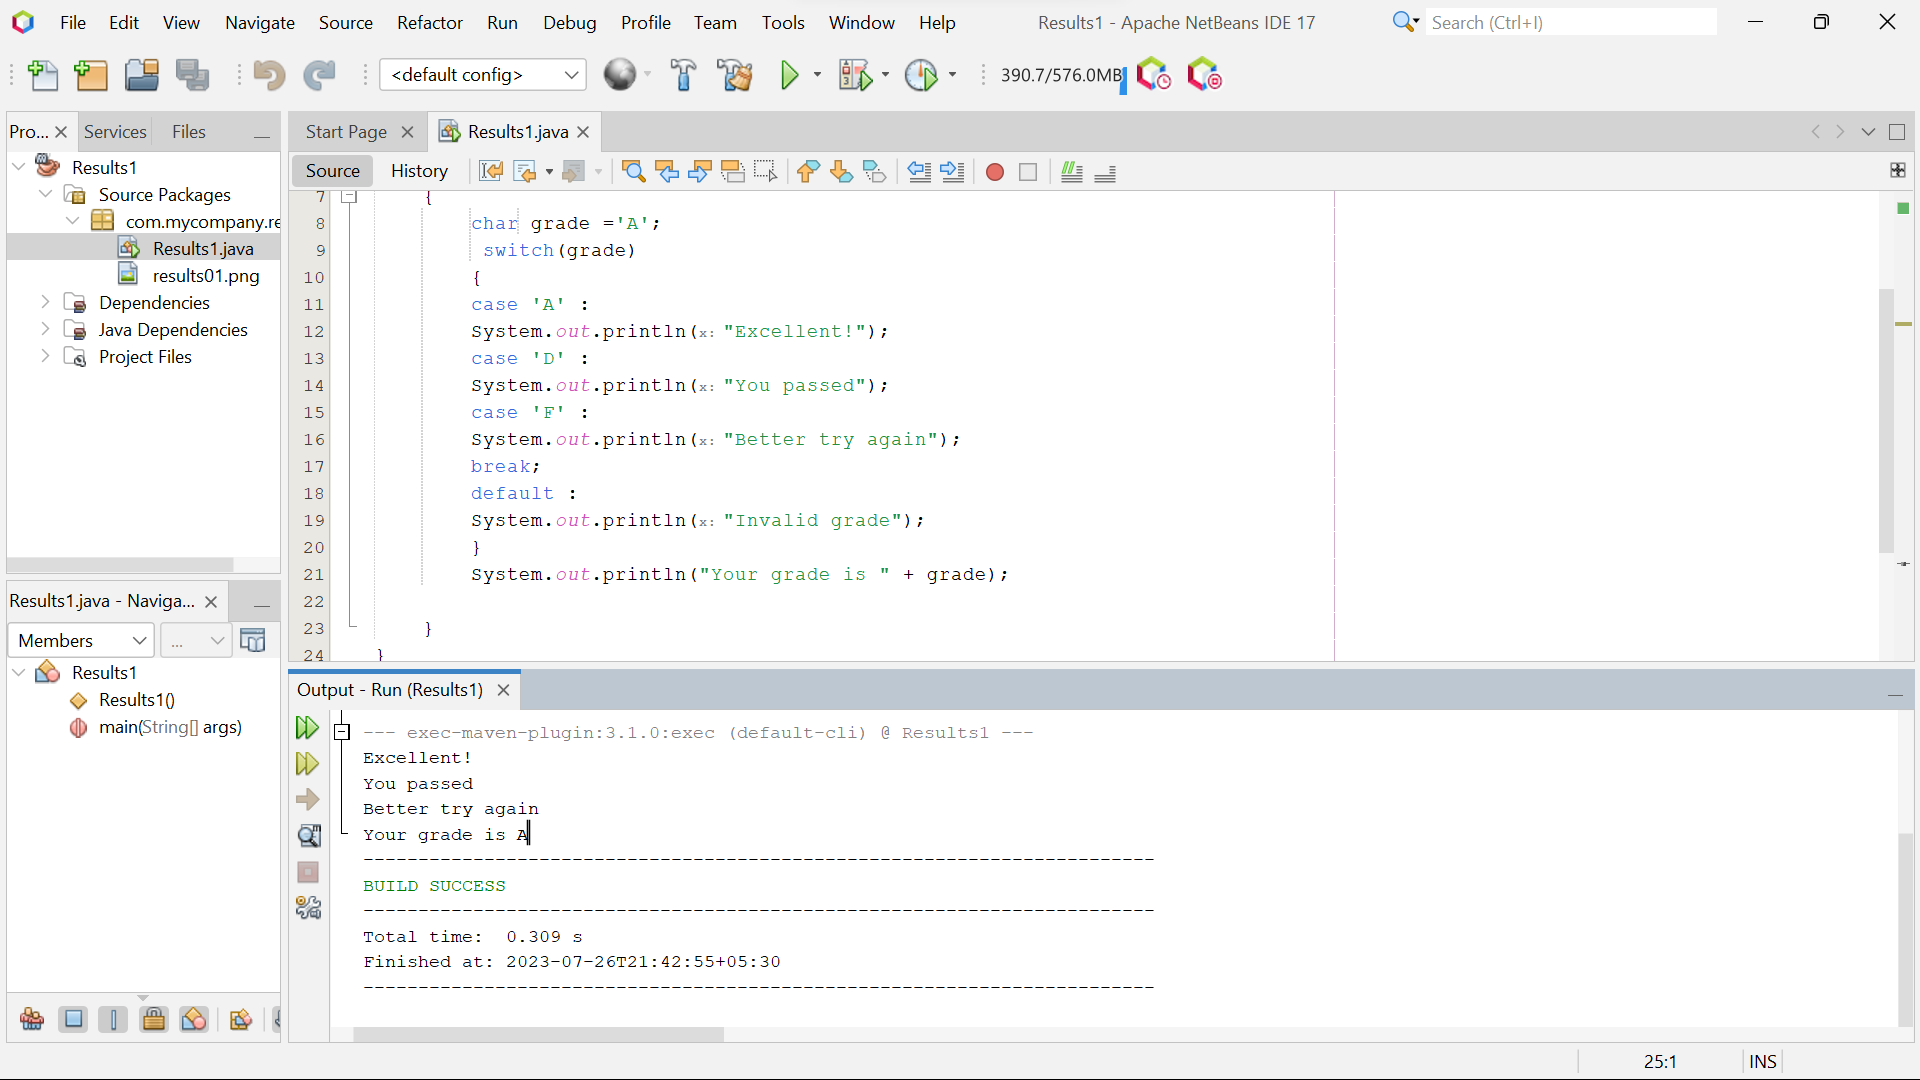 File Edit View Navigate Source Refactor Run Debug Profile Team Tools Window Help Results1 - Apache NetBeans IDE 17 Search (Ctrl+I)
<default config> 390.7/576.0MB
Pro... Services Files Start Page Results1.java
Source History
Results1
Source Packages
com.mycompany.re
Results1.java
results01.png
Dependencies
Java Dependencies
Project Files
7 {
8 char grade ='A';
9 switch(grade)
10 {
11 case 'A' :
12 System.out.println(x: "Excellent!");
13 case 'D' :
14 System.out.println(x: "You passed");
15 case 'F' :
16 System.out.println(x: "Better try again");
17 break;
18 default :
19 System.out.println(x: "Invalid grade");
20 }
21 System.out.println("Your grade is " + grade);
22
23 }
24 }
Results1.java - Naviga...
Members ...
Results1
Results1()
main(String[] args)
Output - Run (Results1)
--- exec-maven-plugin:3.1.0:exec (default-cli) @ Results1 ---
Excellent!
You passed
Better try again
Your grade is A
------------------------------------------------------------------------
BUILD SUCCESS
------------------------------------------------------------------------
Total time: 0.309 s
Finished at: 2023-07-26T21:42:55+05:30
------------------------------------------------------------------------
25:1 INS